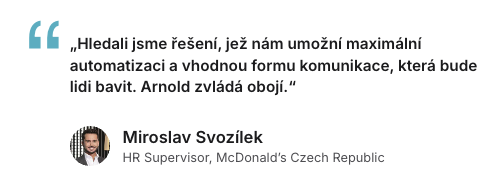 „Hledali jsme řešení, jež nám umožní maximální
automatizaci a vhodnou formu komunikace, která bude
lidi bavit. Arnold zvládá obojí.“
Miroslav Svozílek
HR Supervisor, McDonald’s Czech Republic